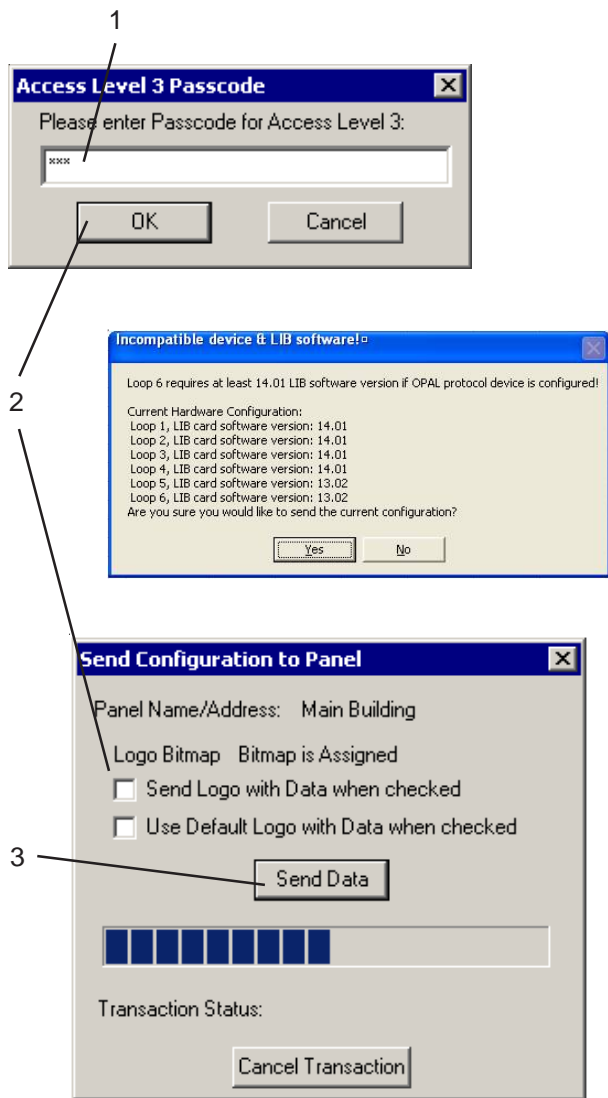 1
Access Level 3 Passcode
Please enter Passcode for Access Level 3:
***
OK Cancel
2
Incompatible device & LIB software!¤
Loop 6 requires at least 14.01 LIB software version if OPAL protocol device is configured!
Current Hardware Configuration:
Loop 1, LIB card software version: 14.01
Loop 2, LIB card software version: 14.01
Loop 3, LIB card software version: 14.01
Loop 4, LIB card software version: 14.01
Loop 5, LIB card software version: 13.02
Loop 6, LIB card software version: 13.02
Are you sure you would like to send the current configuration?
Yes No
Send Configuration to Panel
Panel Name/Address: Main Building
Logo Bitmap Bitmap is Assigned
Send Logo with Data when checked
Use Default Logo with Data when checked
3
Send Data
Transaction Status:
Cancel Transaction